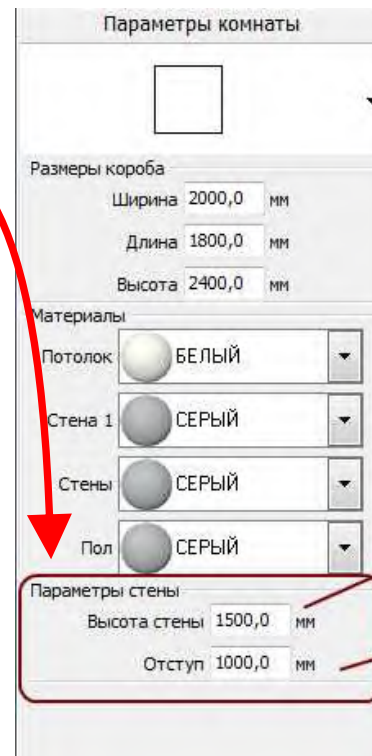 Параметры комнаты
Размеры короба
Ширина 2000,0 мм
Длина 1800,0 мм
Высота 2400,0 мм
Материалы
Потолок БЕЛЫЙ
Стена 1 СЕРЫЙ
Стены СЕРЫЙ
Пол СЕРЫЙ
Параметры стены
Высота стены 1500,0 мм
Отступ 1000,0 мм